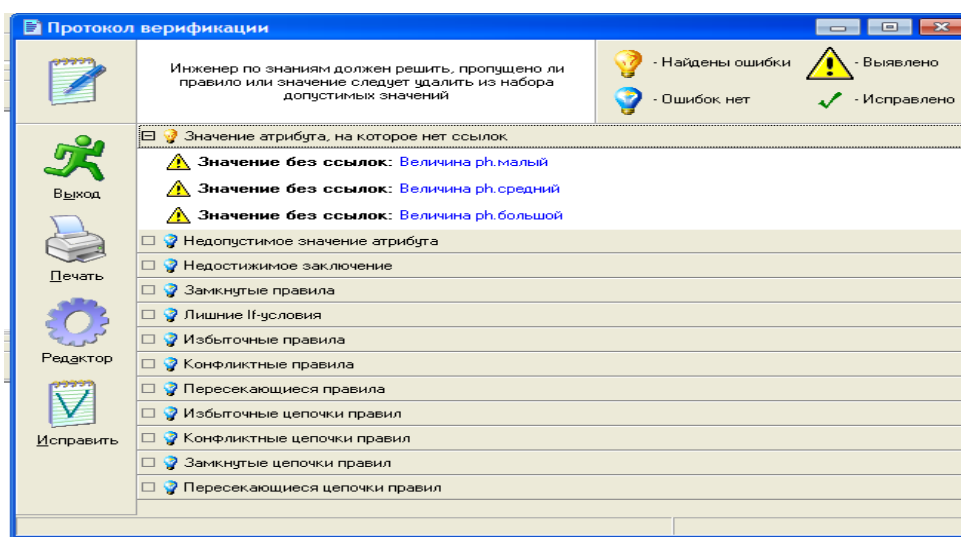 Протокол верификации
Инженер по знаниям должен решить, пропущено ли
правило или значение следует удалить из набора
допустимых значений
- Найдены ошибки
- Выявлено
- Ошибок нет
- Исправлено
Выход
Печать
Редактор
Исправить
Значение атрибута, на которое нет ссылок
Значение без ссылок: Величина ph.малый
Значение без ссылок: Величина ph.средний
Значение без ссылок: Величина ph.большой
Недопустимое значение атрибута
Недостижимое заключение
Замкнутые правила
Лишние If-условия
Избыточные правила
Конфликтные правила
Пересекающиеся правила
Избыточные цепочки правил
Конфликтные цепочки правил
Замкнутые цепочки правил
Пересекающиеся цепочки правил